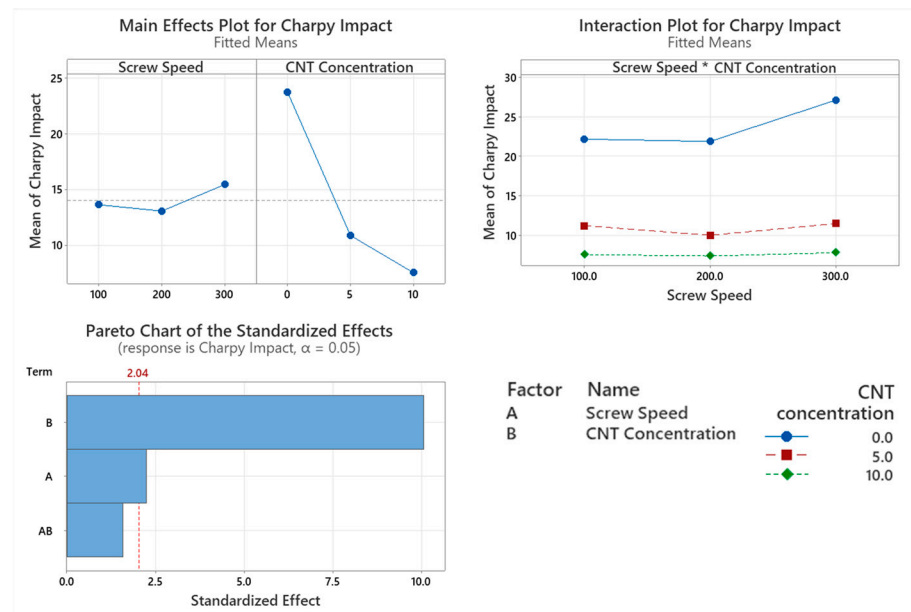 Main Effects Plot for Charpy Impact
Fitted Means
Screw Speed CNT Concentration
Mean of Charpy Impact
25
20
15
10
100 200 300 0 5 10
Interaction Plot for Charpy Impact
Fitted Means
Screw Speed * CNT Concentration
Mean of Charpy Impact
30
25
20
15
10
100.0 200.0 300.0
Screw Speed
Pareto Chart of the Standardized Effects
(response is Charpy Impact, α = 0.05)
Term
2.04
B
A
AB
0.0 2.5 5.0 7.5 10.0
Standardized Effect
Factor Name
A Screw Speed
B CNT Concentration
CNT
concentration
0.0
5.0
10.0